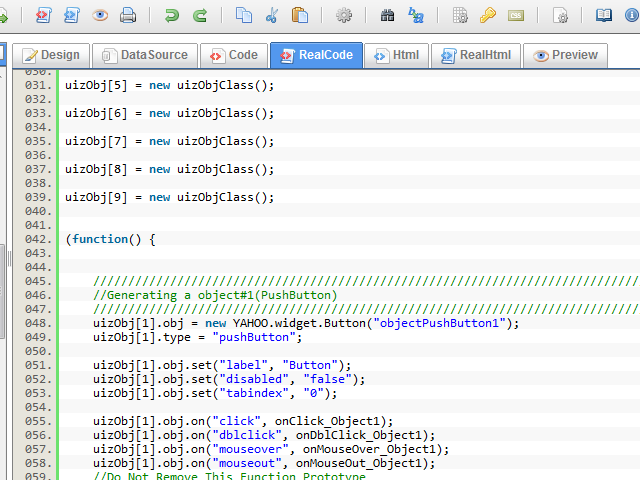 Design DataSource Code RealCode Html RealHtml Preview
030.
031. uizObj[5] = new uizObjClass();
032.
033. uizObj[6] = new uizObjClass();
034.
035. uizObj[7] = new uizObjClass();
036.
037. uizObj[8] = new uizObjClass();
038.
039. uizObj[9] = new uizObjClass();
040.
041.
042. (function() {
043.
044.
045. //////////////////////////////////////////////////////////////////////////////
046. //Generating a object#1(PushButton)
047. //////////////////////////////////////////////////////////////////////////////
048. uizObj[1].obj = new YAHOO.widget.Button("objectPushButton1");
049. uizObj[1].type = "pushButton";
050.
051. uizObj[1].obj.set("label", "Button");
052. uizObj[1].obj.set("disabled", "false");
053. uizObj[1].obj.set("tabindex", "0");
054.
055. uizObj[1].obj.on("click", onClick_Object1);
056. uizObj[1].obj.on("dblclick", onDblClick_Object1);
057. uizObj[1].obj.on("mouseover", onMouseOver_Object1);
058. uizObj[1].obj.on("mouseout", onMouseOut_Object1);
059. //Do Not Remove This Function Prototype